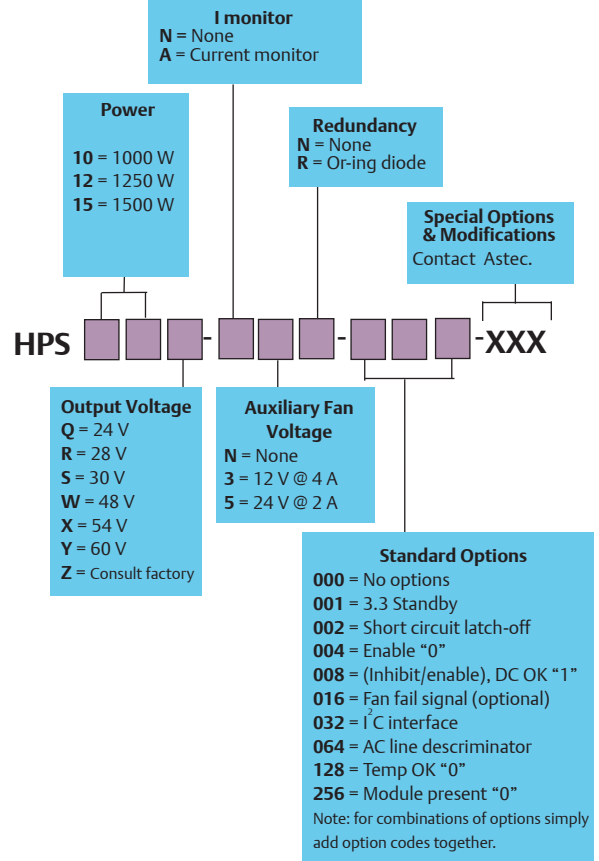 I monitor
N = None
A = Current monitor
Power
10 = 1000 W
12 = 1250 W
15 = 1500 W
Redundancy
N = None
R = Or-ing diode
Special Options
& Modifications
Contact Astec.
HPS - - -XXX
Output Voltage
Q = 24 V
R = 28 V
S = 30 V
W = 48 V
X = 54 V
Y = 60 V
Z = Consult factory
Auxiliary Fan
Voltage
N = None
3 = 12 V @ 4 A
5 = 24 V @ 2 A
Standard Options
000 = No options
001 = 3.3 Standby
002 = Short circuit latch-off
004 = Enable “0”
008 = (Inhibit/enable), DC OK “1”
016 = Fan fail signal (optional)
032 = I²C interface
064 = AC line descriminator
128 = Temp OK “0”
256 = Module present “0”
Note: for combinations of options simply
add option codes together.